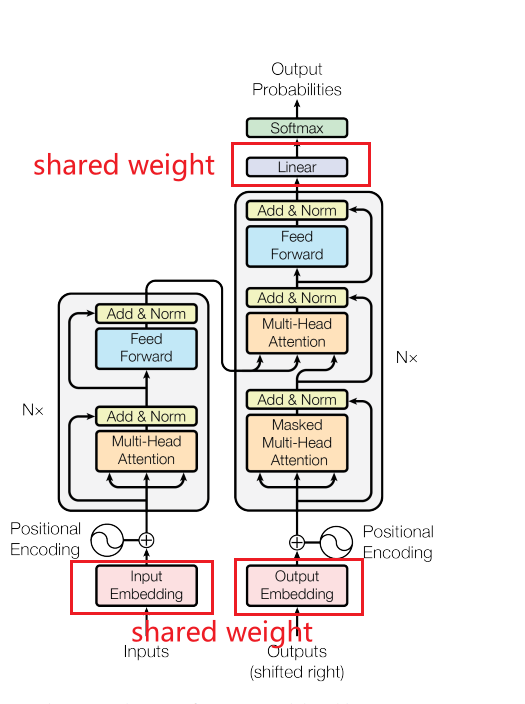 Output
Probabilities
Softmax
shared weight
Linear
Add & Norm
Feed
Forward
Add & Norm
Multi-Head
Attention
Add & Norm
Masked
Multi-Head
Attention
Nx
Add & Norm
Feed
Forward
Add & Norm
Multi-Head
Attention
Nx
Positional
Encoding
Positional
Encoding
Input
Embedding
Output
Embedding
shared weight
Inputs
Outputs
(shifted right)